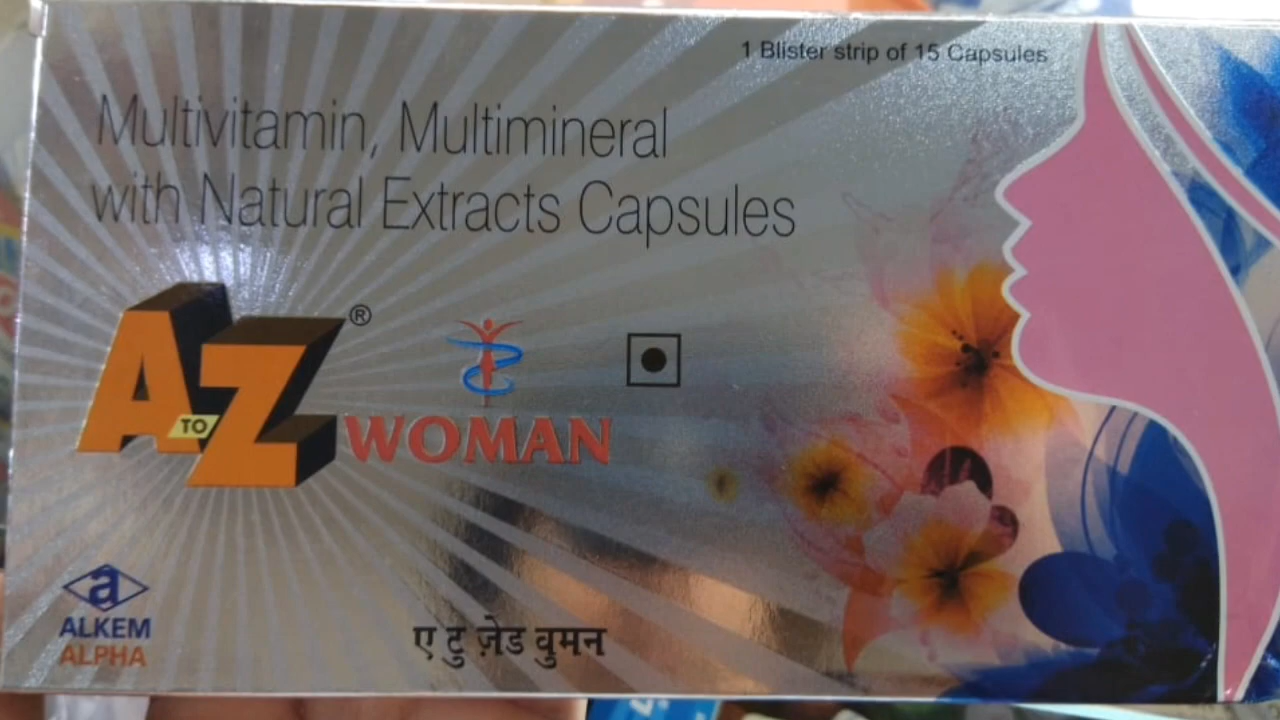 1 Blister strip of 15 Capsules
Multivitamin, Multimineral
with Natural Extracts Capsules
A TO Z®
WOMAN
a
ALKEM
ALPHA
ए टु ज़ेड वुमन